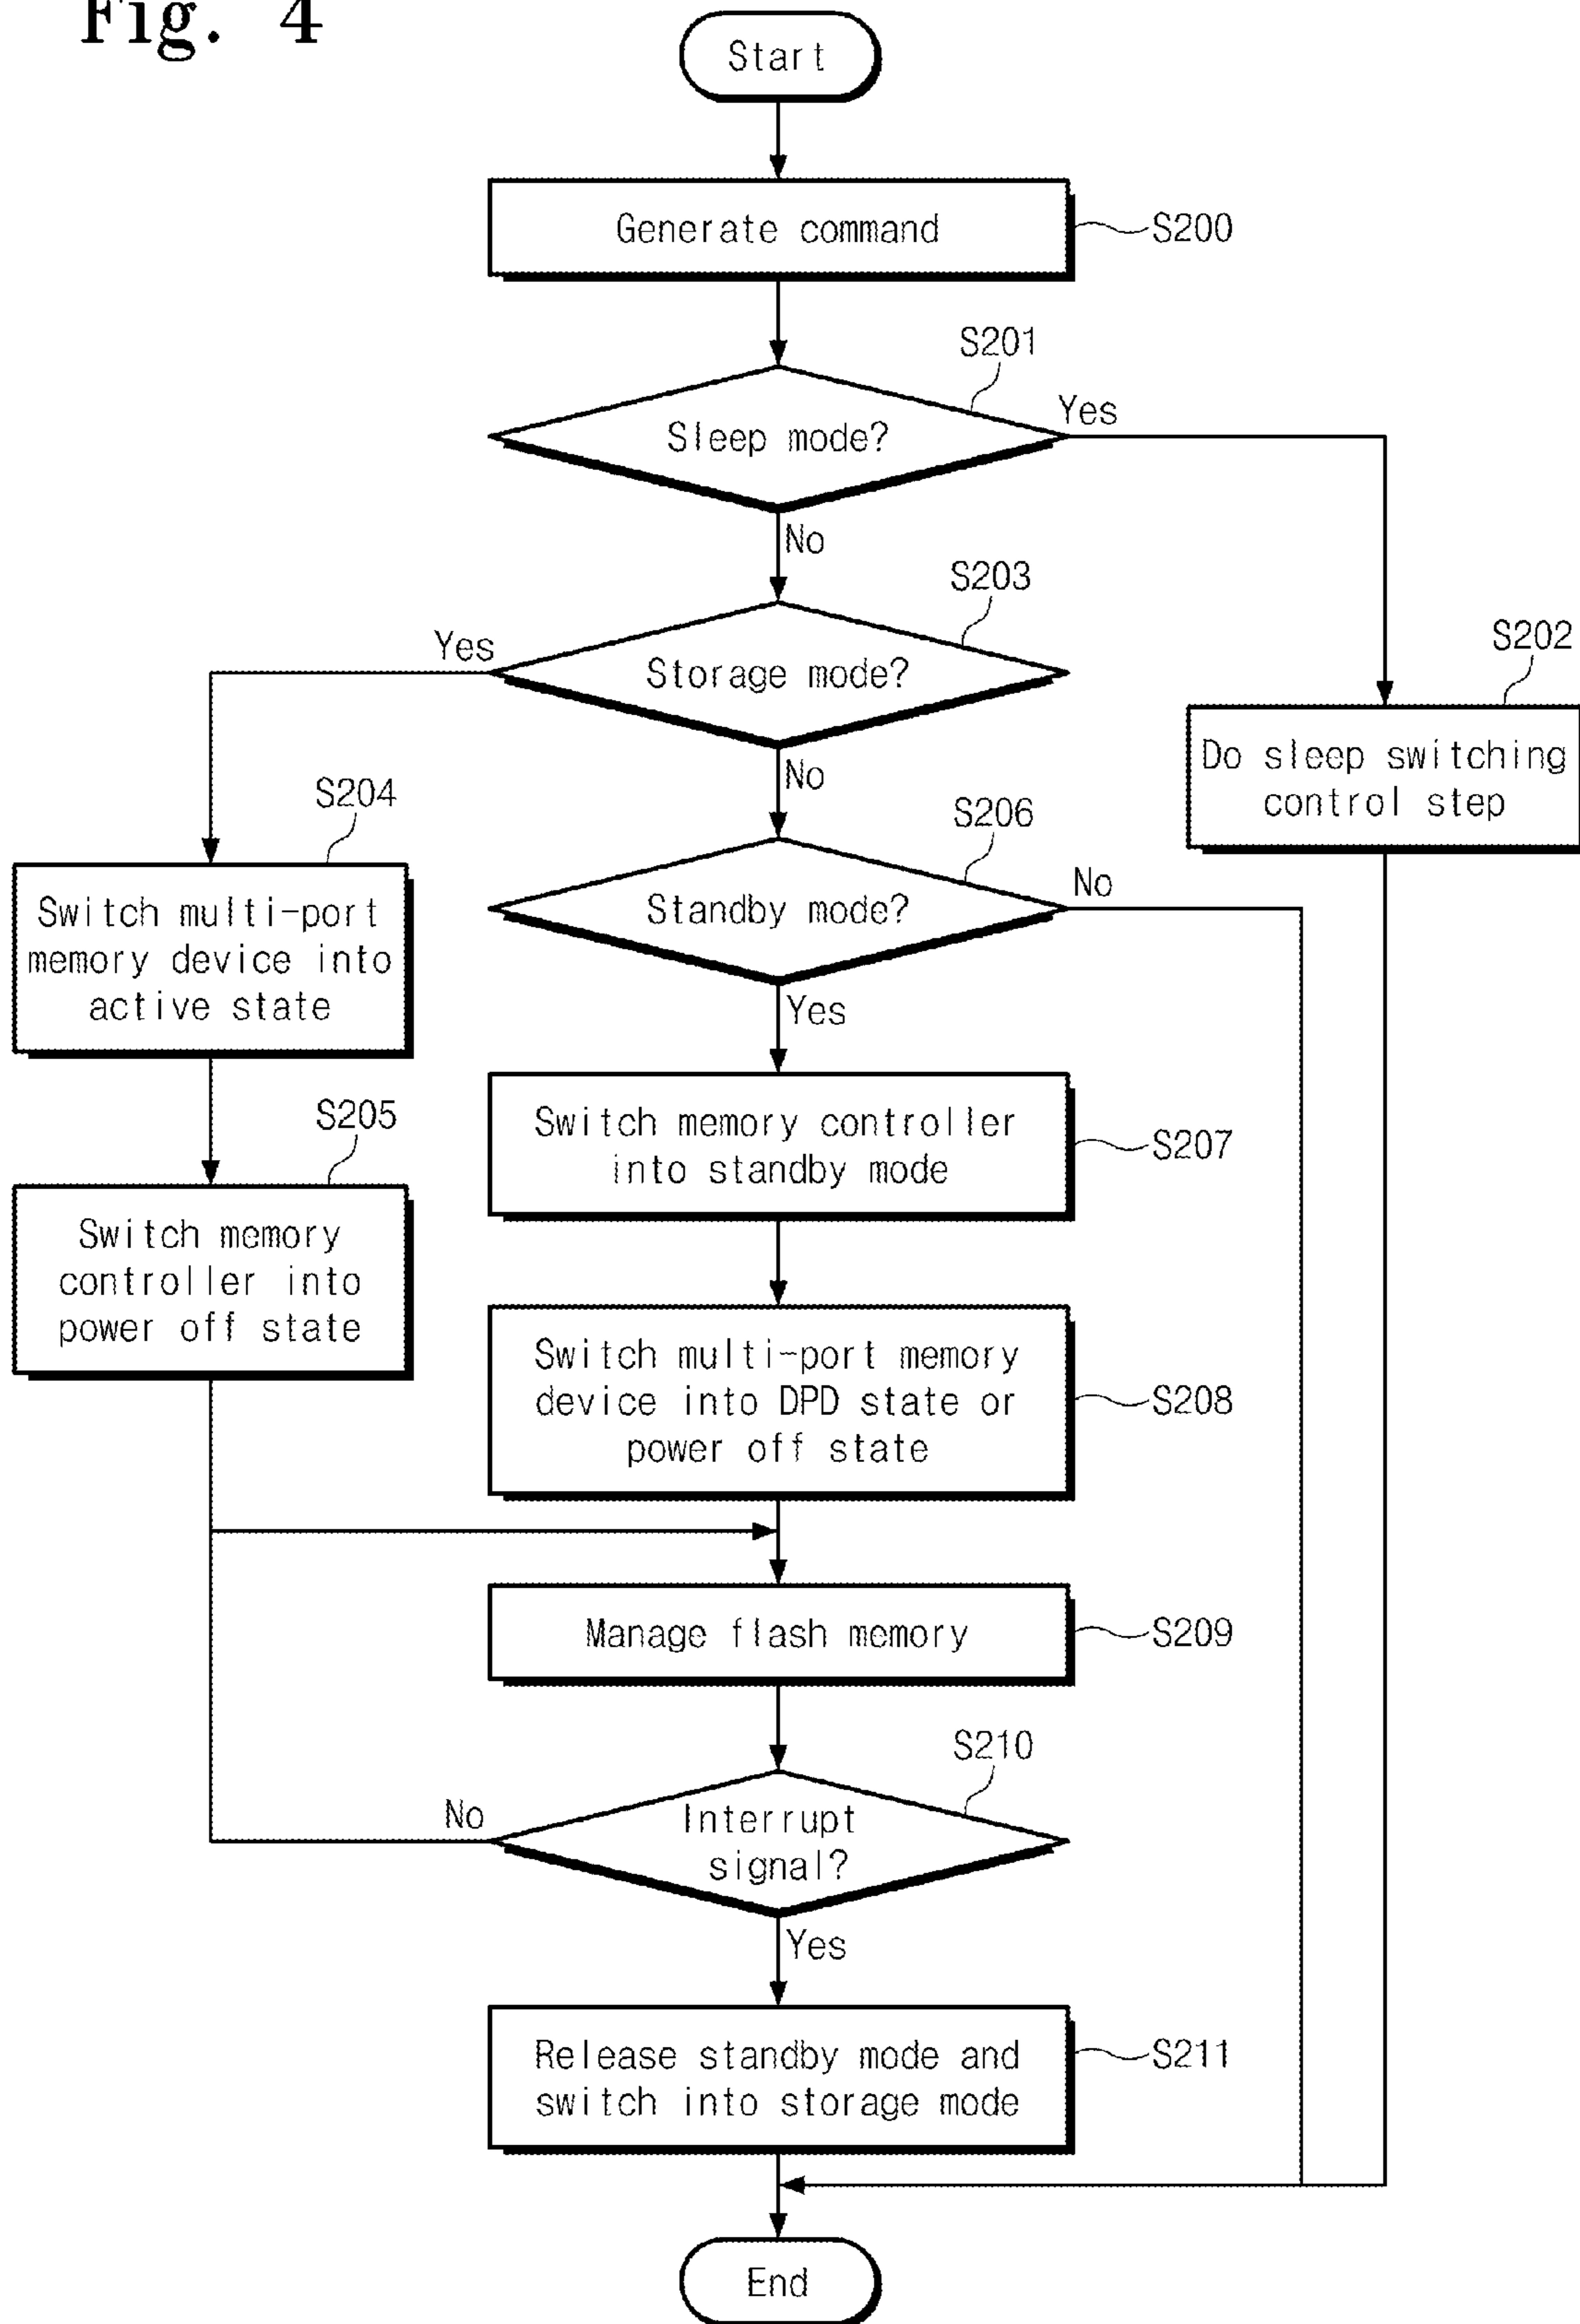 Fig. 4
Start
Generate command
S200
S201
Sleep mode?
Yes
No
S203
Yes
Storage mode?
S202
No
Do sleep switching
control step
S204
S206
Switch multi-port
memory device into
active state
Standby mode?
No
Yes
S205
Switch memory controller
into standby mode
S207
Switch memory
controller into
power off state
Switch multi-port memory
device into DPD state or
power off state
S208
Manage flash memory
S209
S210
No
Interrupt
signal?
Yes
Release standby mode and
switch into storage mode
S211
End